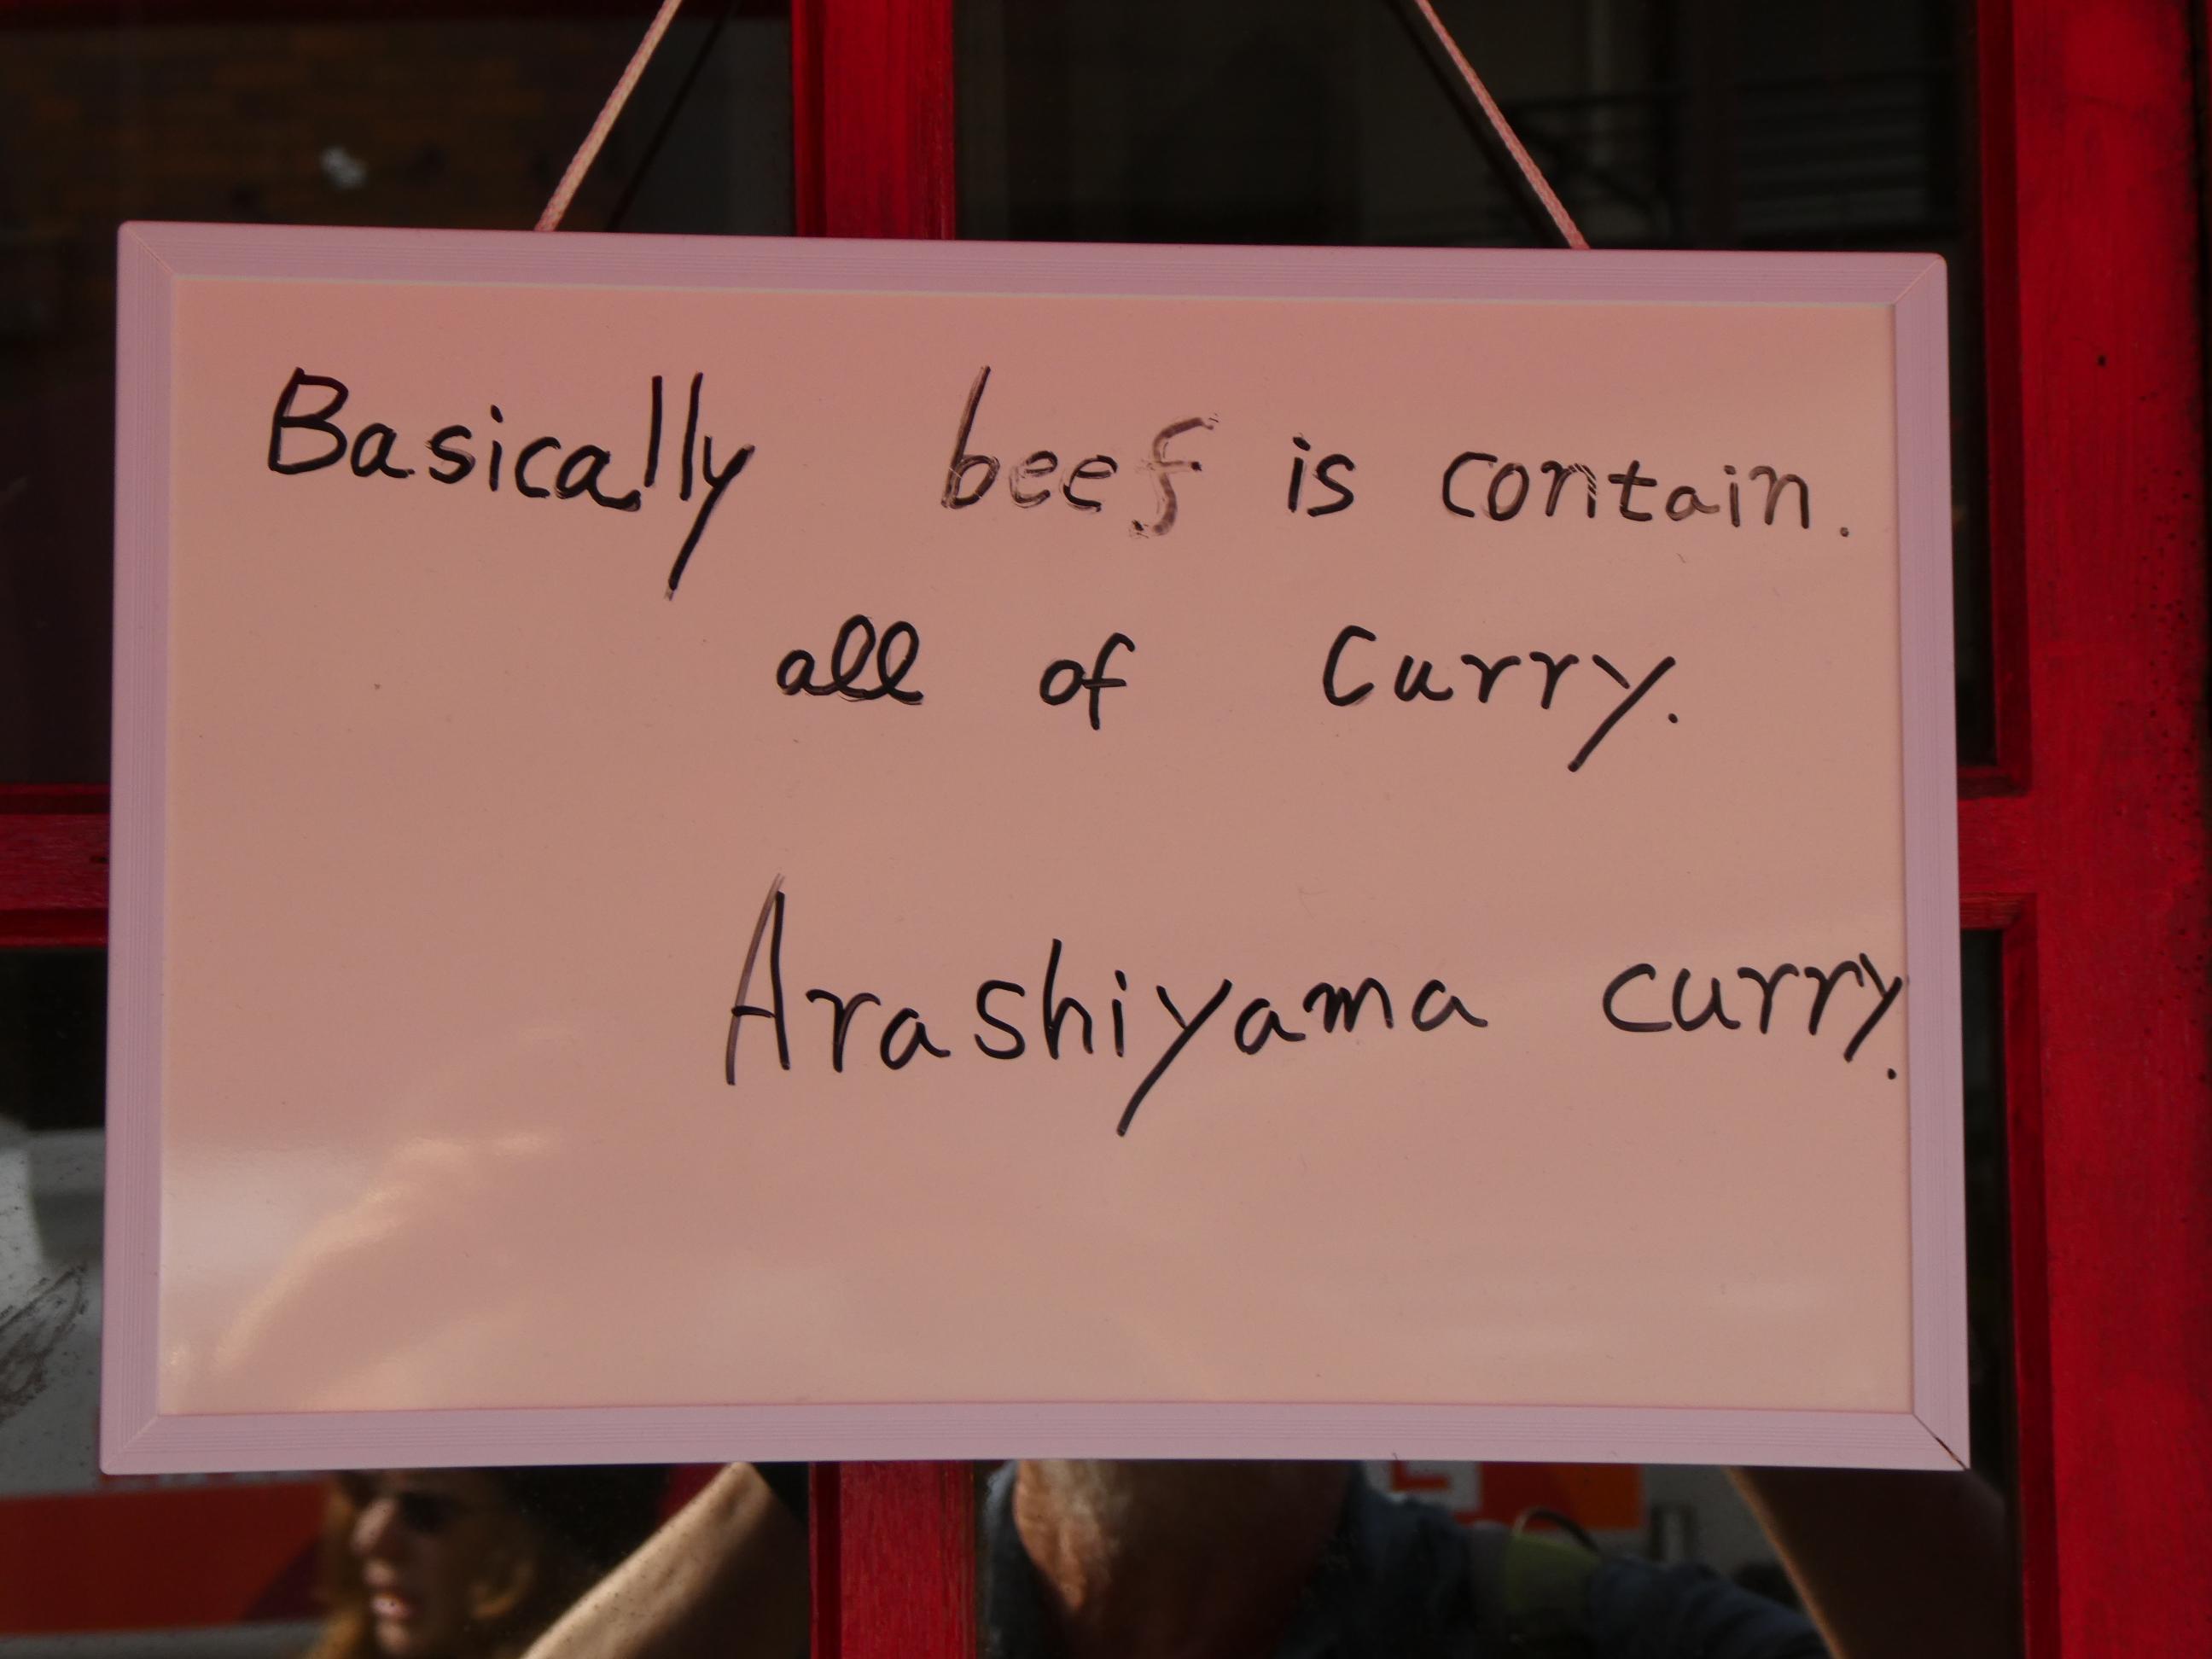 Basically beef is contain.
all of curry.
Arashiyama curry.